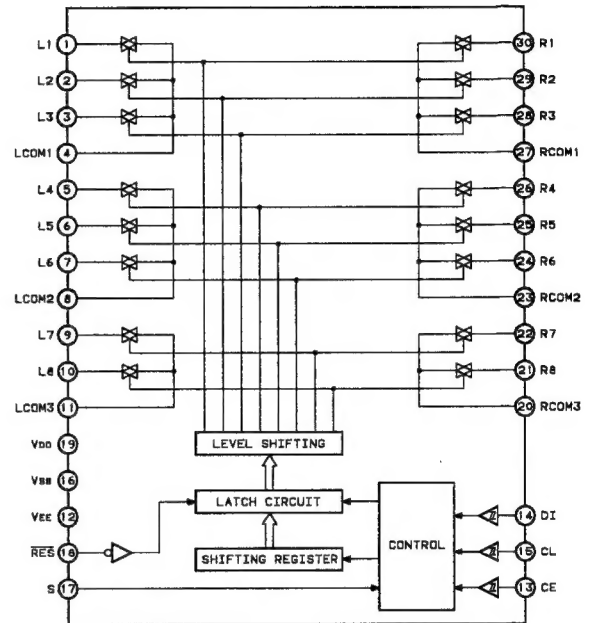 L1 1 30 R1
L2 2 29 R2
L3 3 28 R3
LCOM1 4 27 RCOM1
L4 5 26 R4
L5 6 25 R5
L6 7 24 R6
LCOM2 8 23 RCOM2
L7 9 22 R7
L8 10 21 R8
LCOM3 11 20 RCOM3
VDD 19
LEVEL SHIFTING
VSS 16
LATCH CIRCUIT
VEE 12
14 DI
RES 18
CONTROL
15 CL
SHIFTING REGISTER
S 17
13 CE